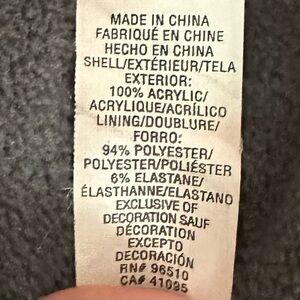 MADE IN CHINA
FABRIQUÉ EN CHINE
HECHO EN CHINA
SHELL/EXTÉRIEUR/TELA
EXTERIOR:
100% ACRYLIC/
ACRYLIQUE/ACRÍLICO
LINING/DOUBLURE/
FORRO:
94% POLYESTER/
POLYESTER/POLIÉSTER
6% ELASTANE/
ÉLASTHANNE/ELASTANO
EXCLUSIVE OF
DECORATION SAUF
DÉCORATION
EXCEPTO
DECORACIÓN
RN# 96510
CA# 41095